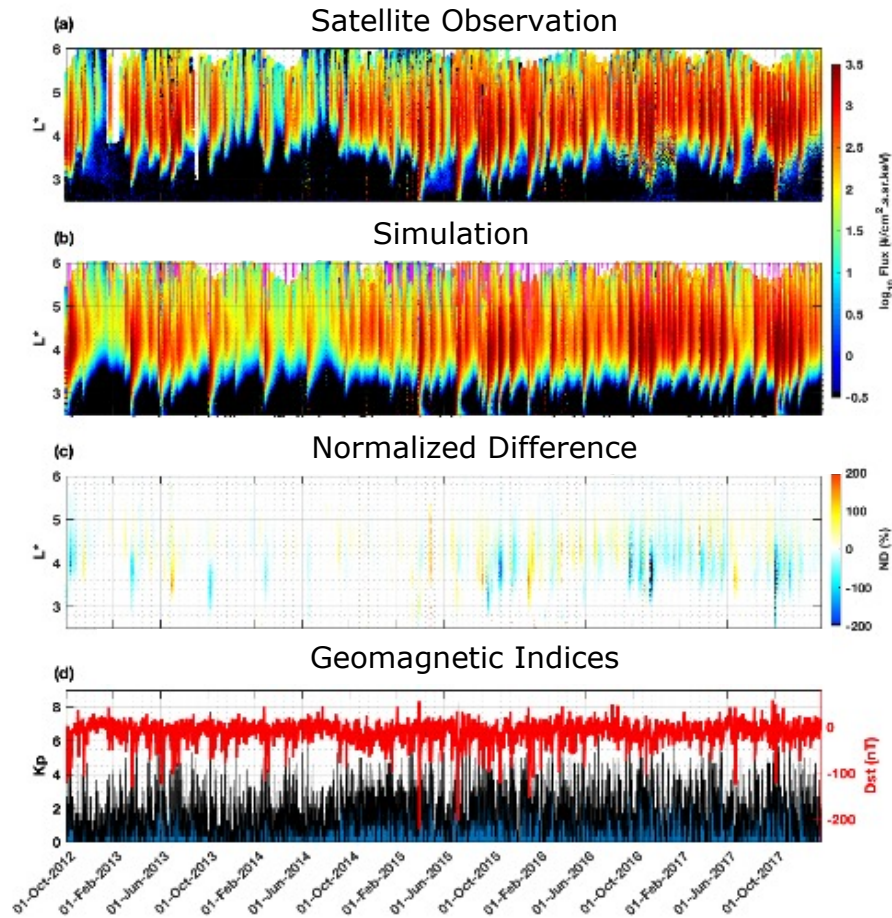 Satellite Observation
(a)
6
5
4
3
L*
3.5
3
2.5
2
1.5
1
0.5
0
-0.5
log₁₀ Flux [#/cm².s.sr.keV]
Simulation
(b)
6
5
4
3
L*
Normalized Difference
(c)
6
5
4
3
L*
200
100
0
-100
-200
ND (%)
Geomagnetic Indices
(d)
8
6
4
2
0
Kp
0
-100
-200
Dst (nT)
01-Oct-2012
01-Feb-2013
01-Jun-2013
01-Oct-2013
01-Feb-2014
01-Jun-2014
01-Oct-2014
01-Feb-2015
01-Jun-2015
01-Oct-2015
01-Feb-2016
01-Jun-2016
01-Oct-2016
01-Feb-2017
01-Jun-2017
01-Oct-2017